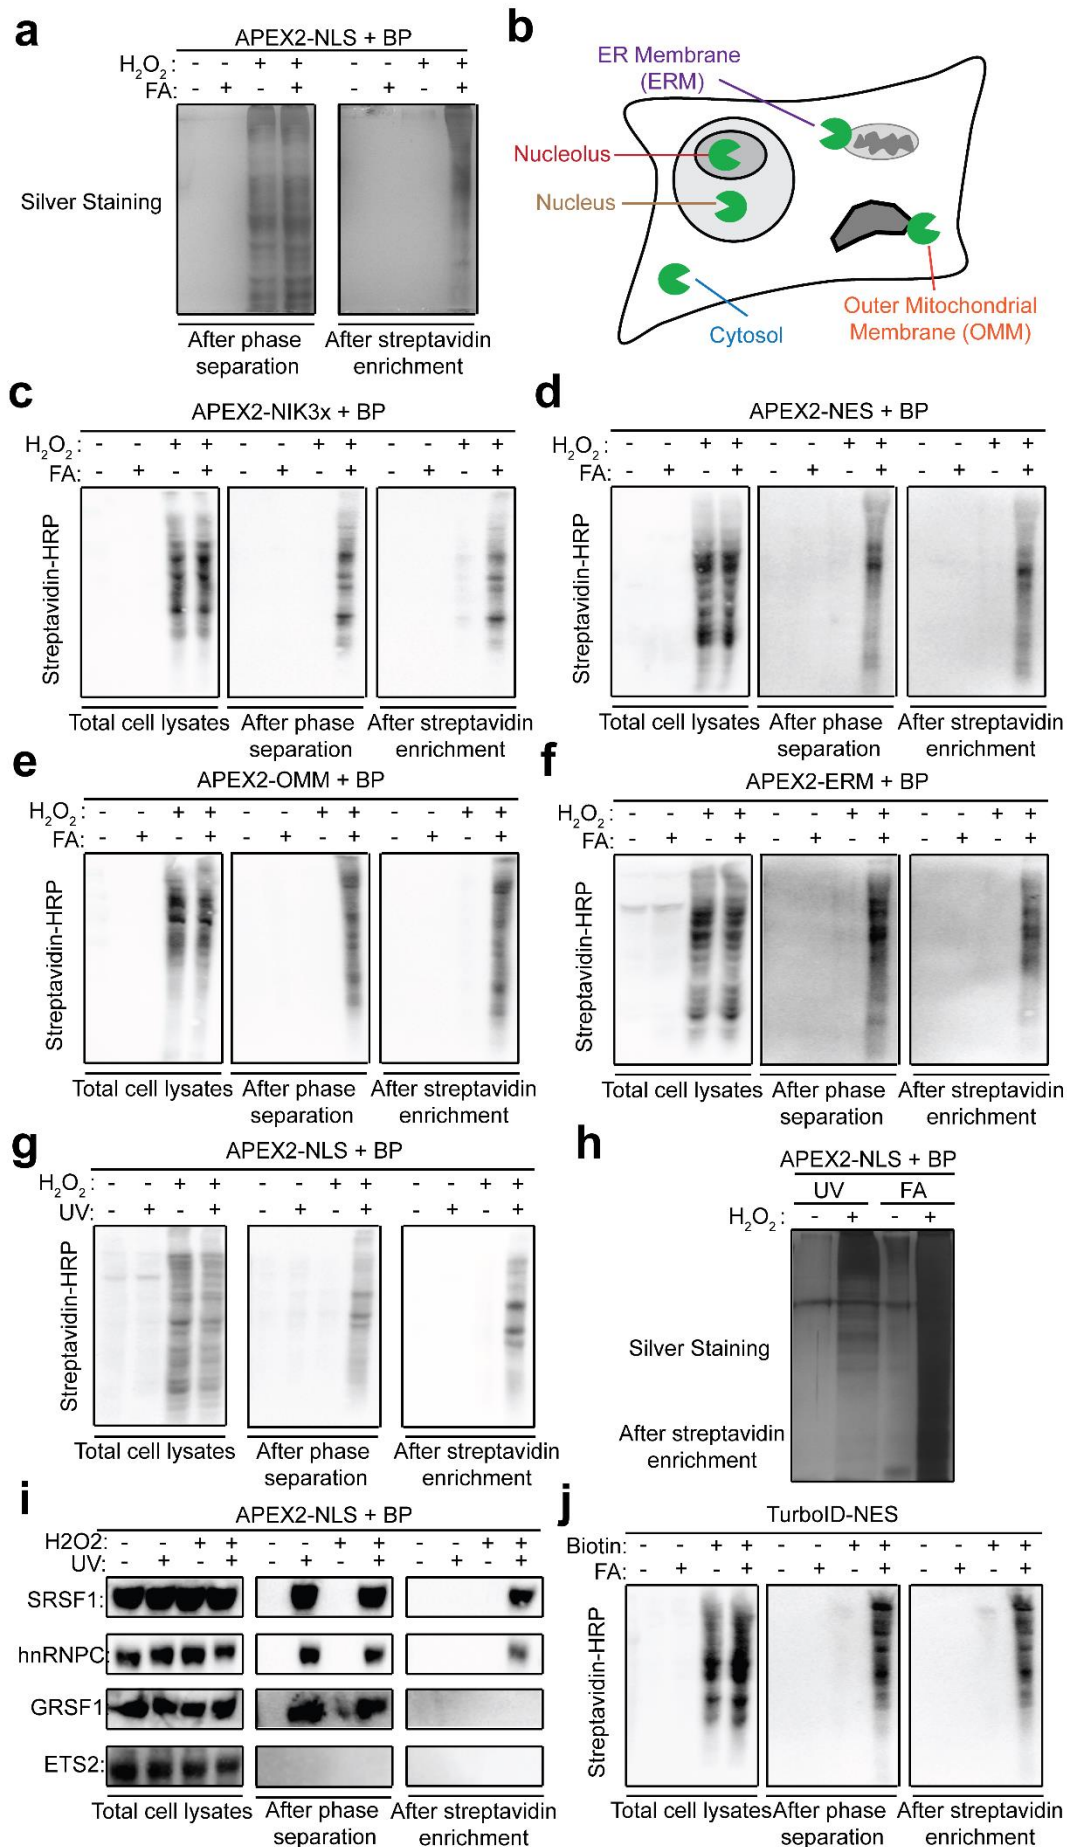 a
APEX2-NLS + BP
H₂O₂: - - + + - - + +
FA: - + - + - + - +
Silver Staining
After phase
separation
After streptavidin
enrichment
b
ER Membrane
(ERM)
Nucleolus
Nucleus
Cytosol
Outer Mitochondrial
Membrane (OMM)
c
APEX2-NIK3x + BP
H₂O₂: - - + + - - + + - - + +
FA: - + - + - + - + - + - +
Streptavidin-HRP
Total cell lysates
After phase
separation
After streptavidin
enrichment
d
APEX2-NES + BP
H₂O₂: - - + + - - + + - - + +
FA: - + - + - + - + - + - +
Streptavidin-HRP
Total cell lysates
After phase
separation
After streptavidin
enrichment
e
APEX2-OMM + BP
H₂O₂: - - + + - - + + - - + +
FA: - + - + - + - + - + - +
Streptavidin-HRP
Total cell lysates
After phase
separation
After streptavidin
enrichment
f
APEX2-ERM + BP
H₂O₂: - - + + - - + + - - + +
FA: - + - + - + - + - + - +
Streptavidin-HRP
Total cell lysates
After phase
separation
After streptavidin
enrichment
g
APEX2-NLS + BP
H₂O₂: - - + + - - + + - - + +
UV: - + - + - + - + - + - +
Streptavidin-HRP
Total cell lysates
After phase
separation
After streptavidin
enrichment
h
APEX2-NLS + BP
UV FA
H₂O₂: - + - +
Silver Staining
After streptavidin
enrichment
i
APEX2-NLS + BP
H2O2: - - + + - - + + - - + +
UV: - + - + - + - + - + - +
SRSF1:
hnRNPC:
GRSF1:
ETS2:
Total cell lysates
After phase
separation
After streptavidin
enrichment
j
TurboID-NES
Biotin: - - + + - - + + - - + +
FA: - + - + - + - + - + - +
Streptavidin-HRP
Total cell lysates
After phase
separation
After streptavidin
enrichment